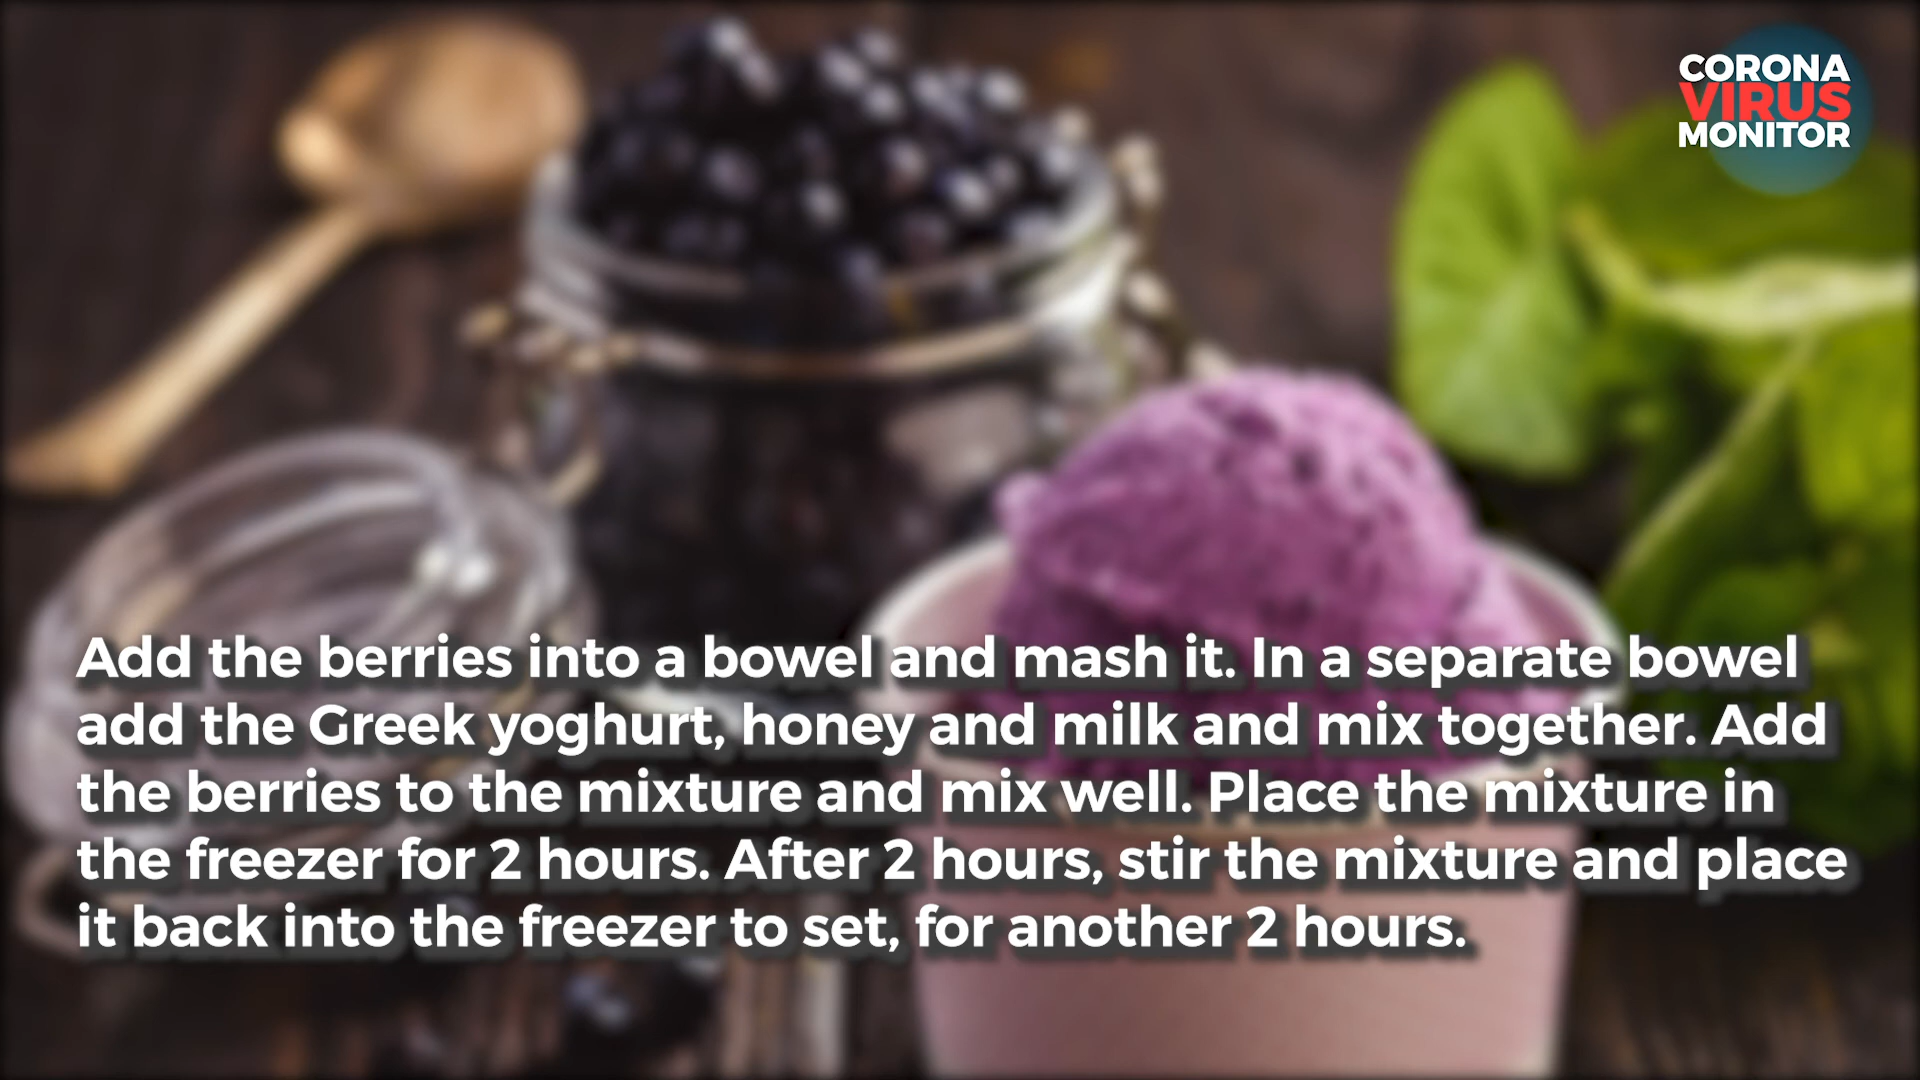 CORONA
VIRUS
MONITOR
Add the berries into a bowel and mash it. In a separate bowel
add the Greek yoghurt, honey and milk and mix together. Add
the berries to the mixture and mix well. Place the mixture in
the freezer for 2 hours. After 2 hours, stir the mixture and place
it back into the freezer to set, for another 2 hours.